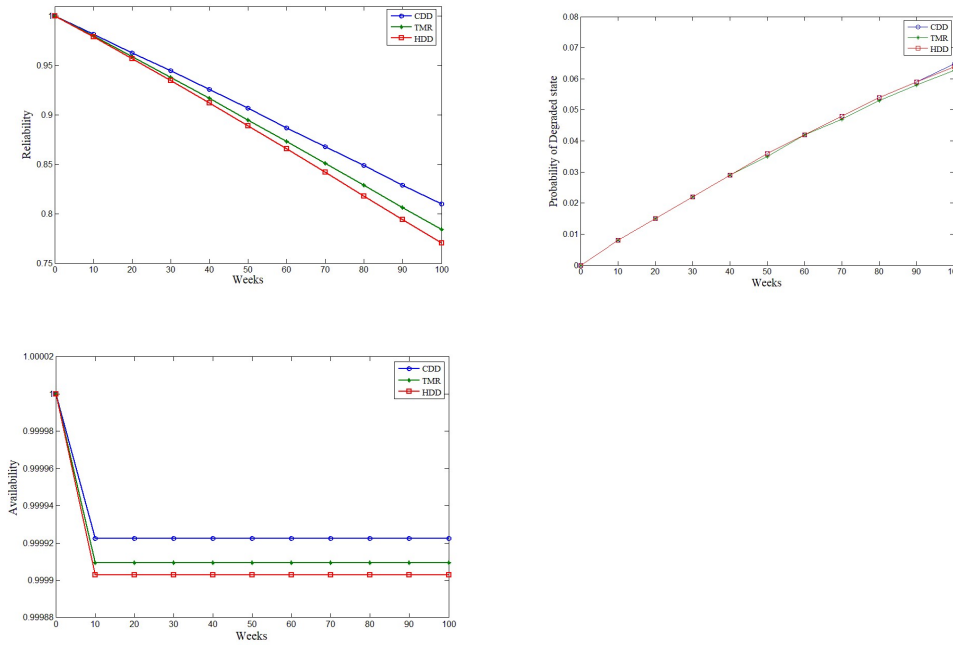 1
0.95
0.9
0.85
0.8
0.75
Reliability
0 10 20 30 40 50 60 70 80 90 100
Weeks
CDD
TMR
HDD
0.08
0.07
0.06
0.05
0.04
0.03
0.02
0.01
0
Probability of Degraded state
0 10 20 30 40 50 60 70 80 90
Weeks
CDD
TMR
HDD
1.00002
1
0.99998
0.99996
0.99994
0.99992
0.9999
0.99988
Availability
0 10 20 30 40 50 60 70 80 90 100
Weeks
CDD
TMR
HDD